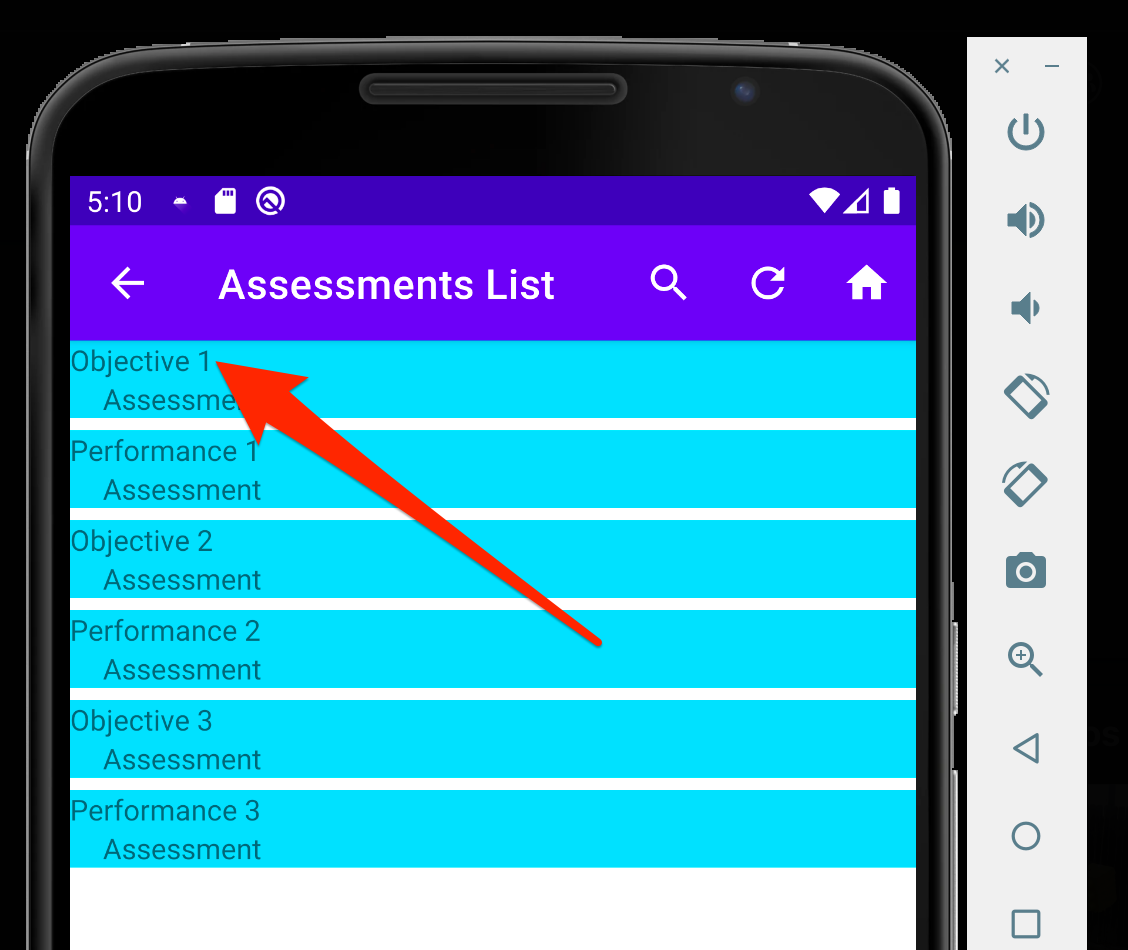 5:10
Assessments List
Objective 1
Performance 1
Assessment
Objective 2
Assessment
Performance 2
Assessment
Objective 3
Assessment
Performance 3
Assessment